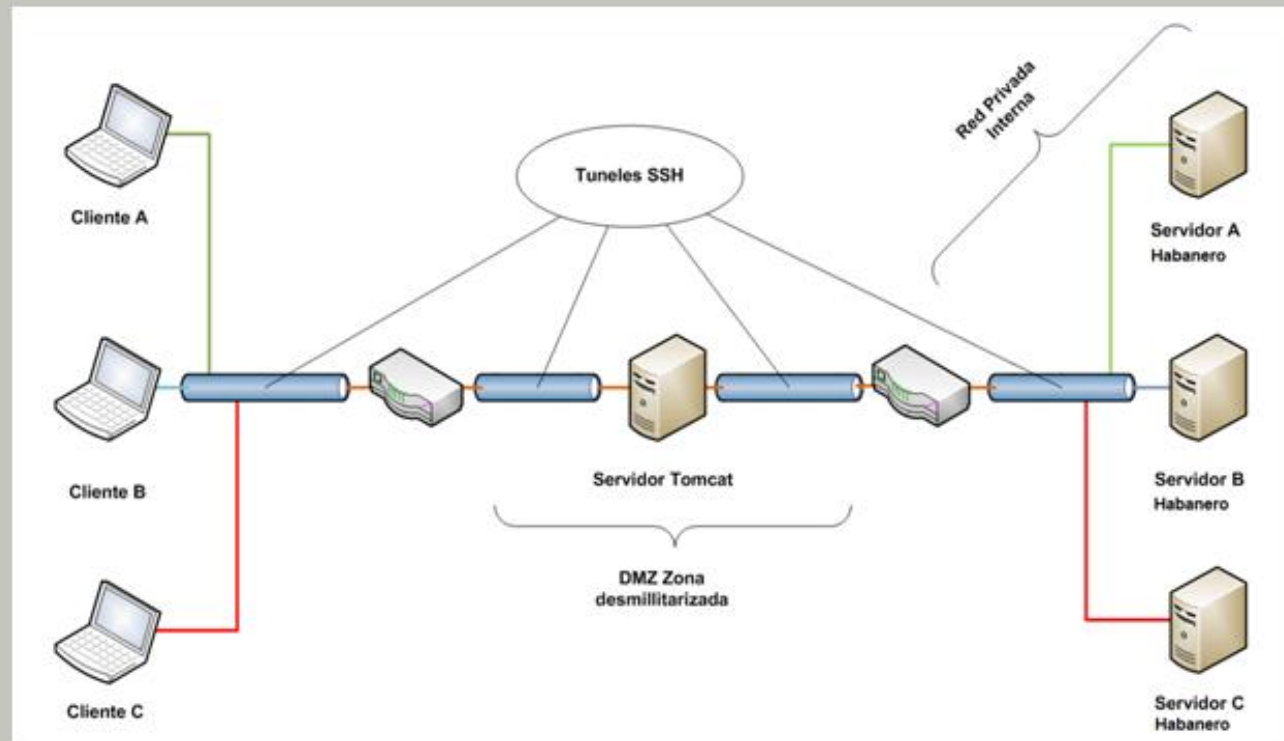 Red Privada
Interna
Tuneles SSH
Cliente A
Servidor A
Habanero
Cliente B
Servidor Tomcat
Servidor B
Habanero
DMZ Zona
desmillitarizada
Cliente C
Servidor C
Habanero